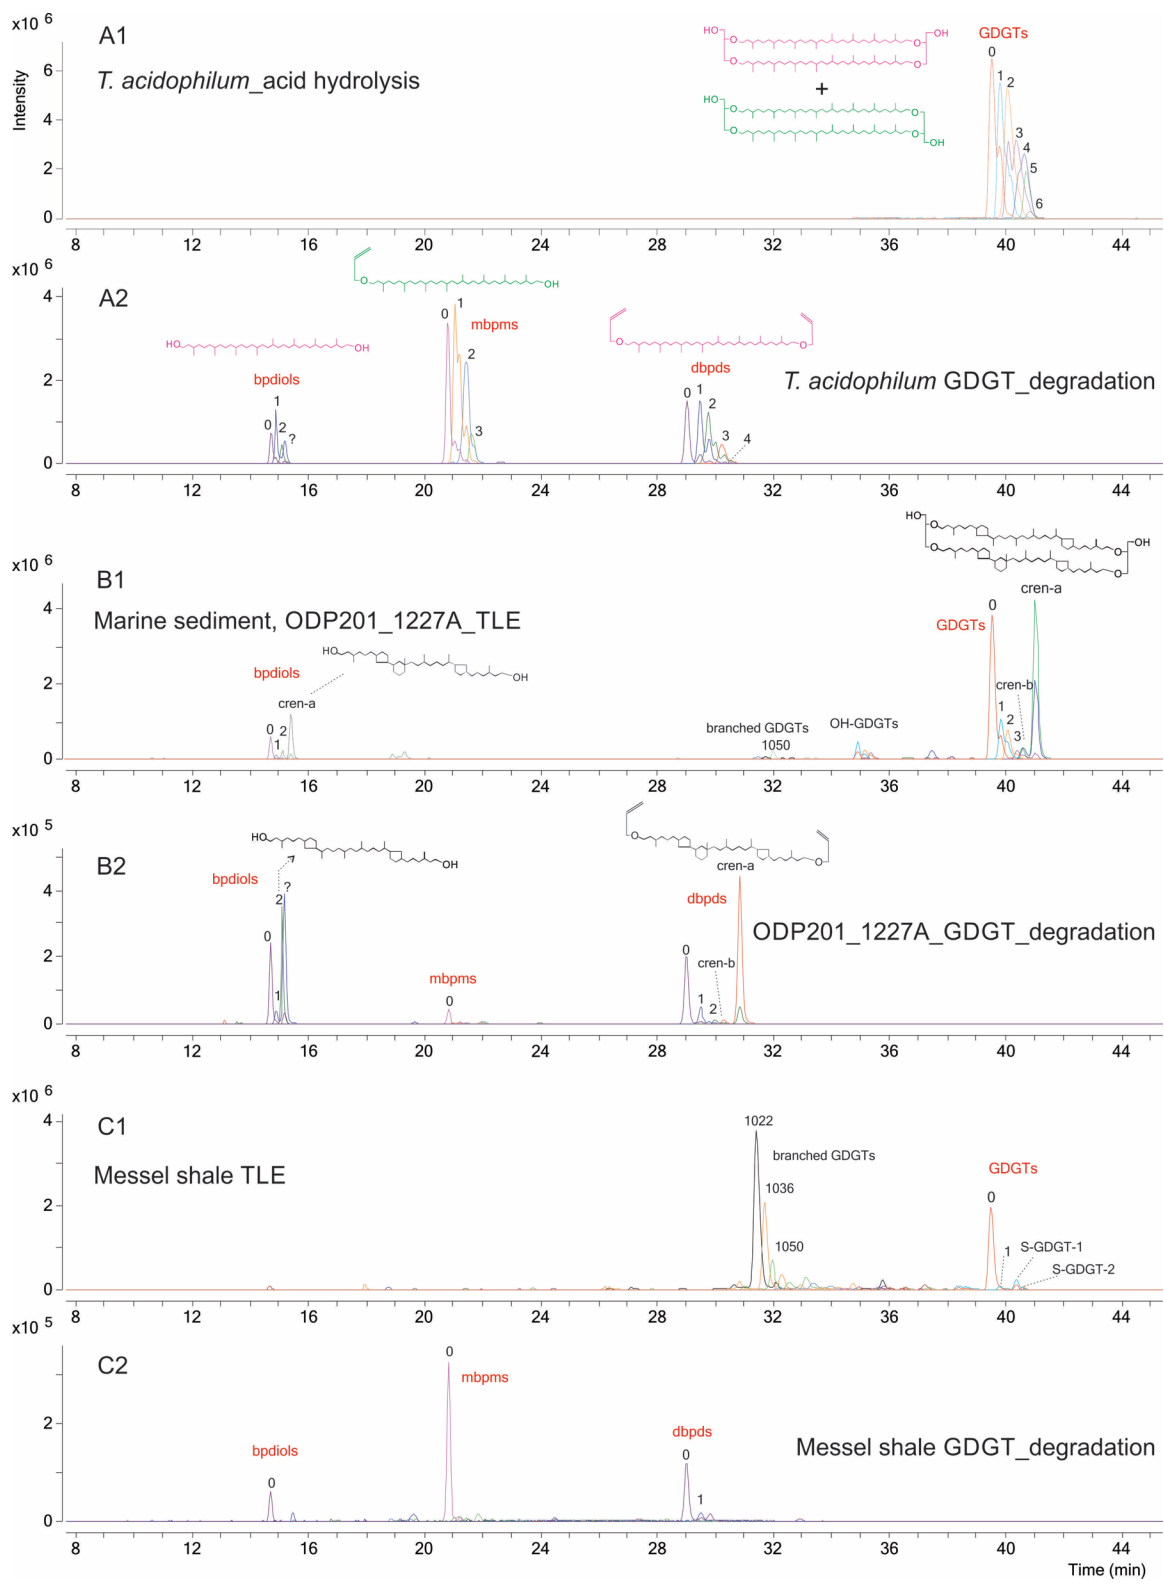 x10 6
A1
T. acidophilum_acid hydrolysis
Intensity
6
4
2
0
HO
O
O
OH
O
O
+
HO
O
O
O
O
OH
GDGTs
0
1
2
3
4
5
6
8 12 16 20 24 28 32 36 40 44
x10 6
A2
4
2
0
HO
OH
bpdiols
0
1
2
?
O
OH
mbpms
0
1
2
3
O
O
dbpds
0
1
2
3
4
T. acidophilum GDGT_degradation
8 12 16 20 24 28 32 36 40 44
x10 6
B1
Marine sediment, ODP201_1227A_TLE
4
2
0
bpdiols
HO
OH
cren-a
0
1
2
branched GDGTs
1050
OH-GDGTs
HO
O
O
OH
O
O
GDGTs
0
1
2
3
cren-b
cren-a
8 12 16 20 24 28 32 36 40 44
x10 5
B2
4
2
0
HO
OH
bpdiols
0
1
2
?
mbpms
0
O
O
cren-a
dbpds
0
1
2
cren-b
ODP201_1227A_GDGT_degradation
8 12 16 20 24 28 32 36 40 44
x10 6
C1
Messel shale TLE
4
2
0
1022
branched GDGTs
1036
1050
GDGTs
0
1
S-GDGT-1
S-GDGT-2
8 12 16 20 24 28 32 36 40 44
x10 5
C2
2
0
bpdiols
0
0
mbpms
dbpds
0
1
Messel shale GDGT_degradation
8 12 16 20 24 28 32 36 40 44
Time (min)